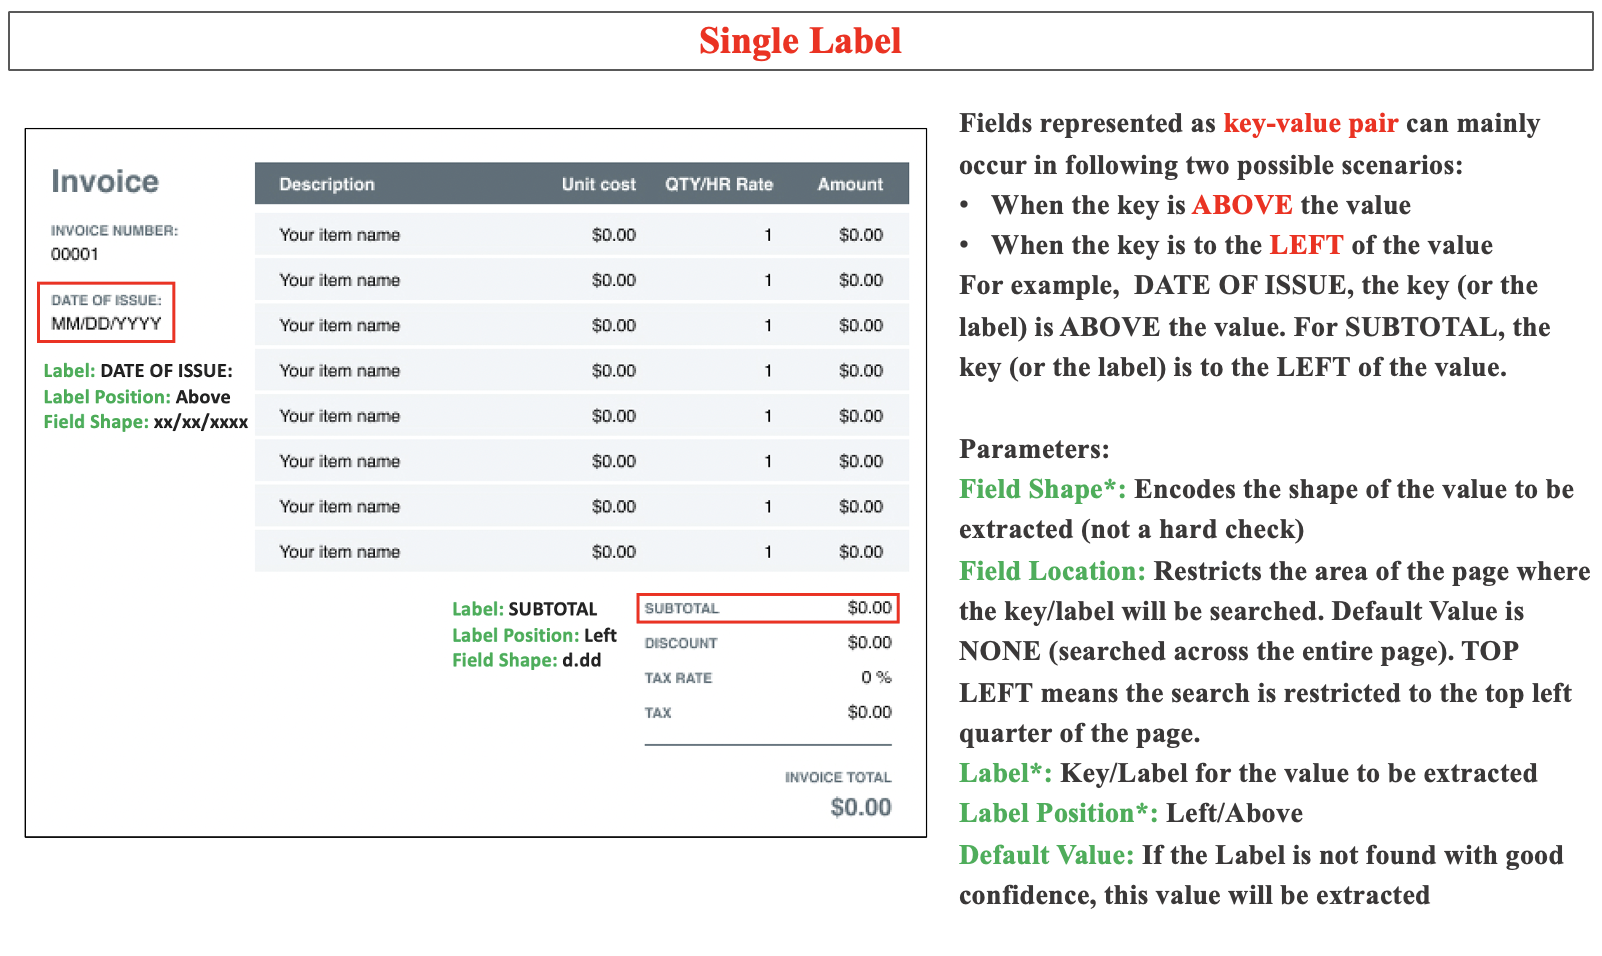 Single Label
Invoice
INVOICE NUMBER:
00001
DATE OF ISSUE:
MM/DD/YYYY
Label: DATE OF ISSUE:
Label Position: Above
Field Shape: xx/xx/xxxx
Description Unit cost QTY/HR Rate Amount
Your item name $0.00 1 $0.00
Your item name $0.00 1 $0.00
Your item name $0.00 1 $0.00
Your item name $0.00 1 $0.00
Your item name $0.00 1 $0.00
Your item name $0.00 1 $0.00
Your item name $0.00 1 $0.00
Your item name $0.00 1 $0.00
Label: SUBTOTAL
Label Position: Left
Field Shape: d.dd
SUBTOTAL $0.00
DISCOUNT $0.00
TAX RATE 0 %
TAX $0.00
INVOICE TOTAL
$0.00
Fields represented as key-value pair can mainly
occur in following two possible scenarios:
• When the key is ABOVE the value
• When the key is to the LEFT of the value
For example, DATE OF ISSUE, the key (or the
label) is ABOVE the value. For SUBTOTAL, the
key (or the label) is to the LEFT of the value.
Parameters:
Field Shape*: Encodes the shape of the value to be
extracted (not a hard check)
Field Location: Restricts the area of the page where
the key/label will be searched. Default Value is
NONE (searched across the entire page). TOP
LEFT means the search is restricted to the top left
quarter of the page.
Label*: Key/Label for the value to be extracted
Label Position*: Left/Above
Default Value: If the Label is not found with good
confidence, this value will be extracted